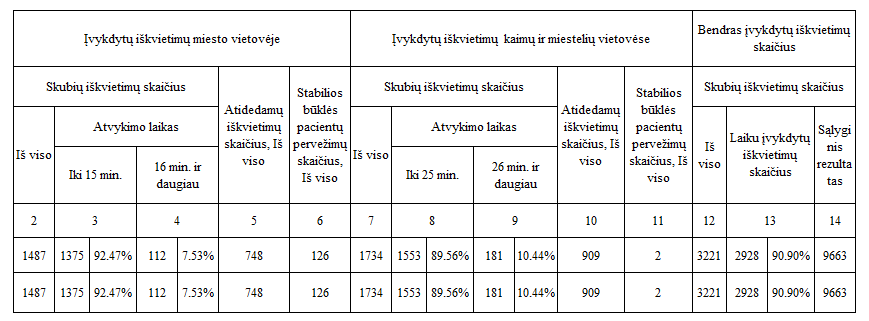 Įvykdytų iškvietimų miesto vietovėje
Įvykdytų iškvietimų kaimų ir miestelių vietovėse
Bendras įvykdytų iškvietimų
skaičius
Skubių iškvietimų skaičius
Atidedamų
iškvietimų
skaičius, Iš
viso
Stabilios
būklės
pacientų
pervežimų
skaičius,
Iš viso
Skubių iškvietimų skaičius
Atidedamų
iškvietimų
skaičius, Iš
viso
Stabilios
būklės
pacientų
pervežimų
skaičius, Iš
viso
Skubių iškvietimų skaičius
Iš viso
Atvykimo laikas
Iš viso
Atvykimo laikas
Iš
viso
Laiku įvykdytų
iškvietimų
skaičius
Sąlygi
nis
rezulta
tas
Iki 15 min.
16 min. ir
daugiau
Iki 25 min.
26 min. ir
daugiau
2 3 4 5 6 7 8 9 10 11 12 13 14
1487 1375 92.47% 112 7.53% 748 126 1734 1553 89.56% 181 10.44% 909 2 3221 2928 90.90% 9663
1487 1375 92.47% 112 7.53% 748 126 1734 1553 89.56% 181 10.44% 909 2 3221 2928 90.90% 9663